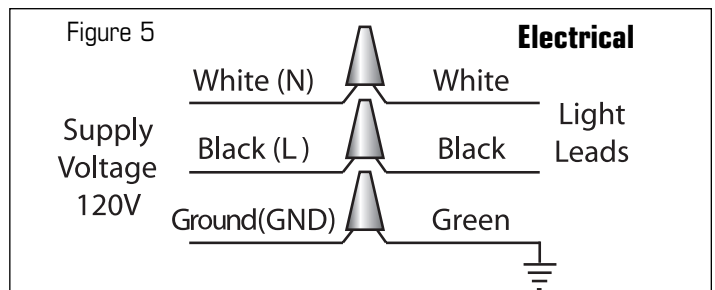 Figure 5
Electrical
White (N)
White
Supply
Voltage
120V
Black (L )
Black
Light
Leads
Ground(GND)
Green